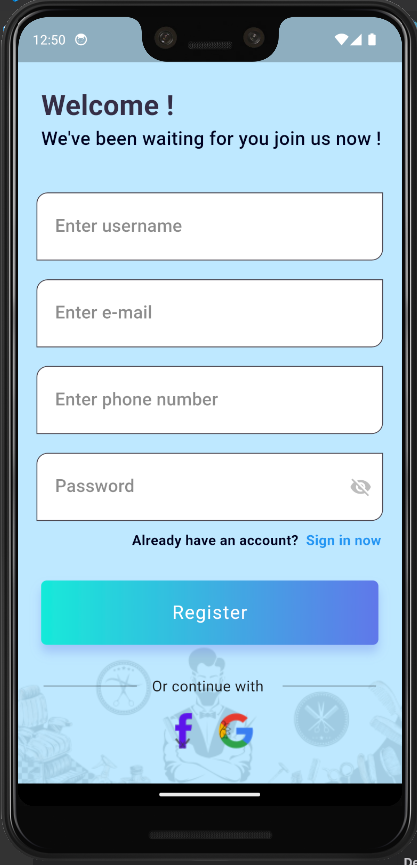 12:50
Welcome !
We've been waiting for you join us now !
Enter username
Enter e-mail
Enter phone number
Password
Already have an account? Sign in now
Register
Or continue with